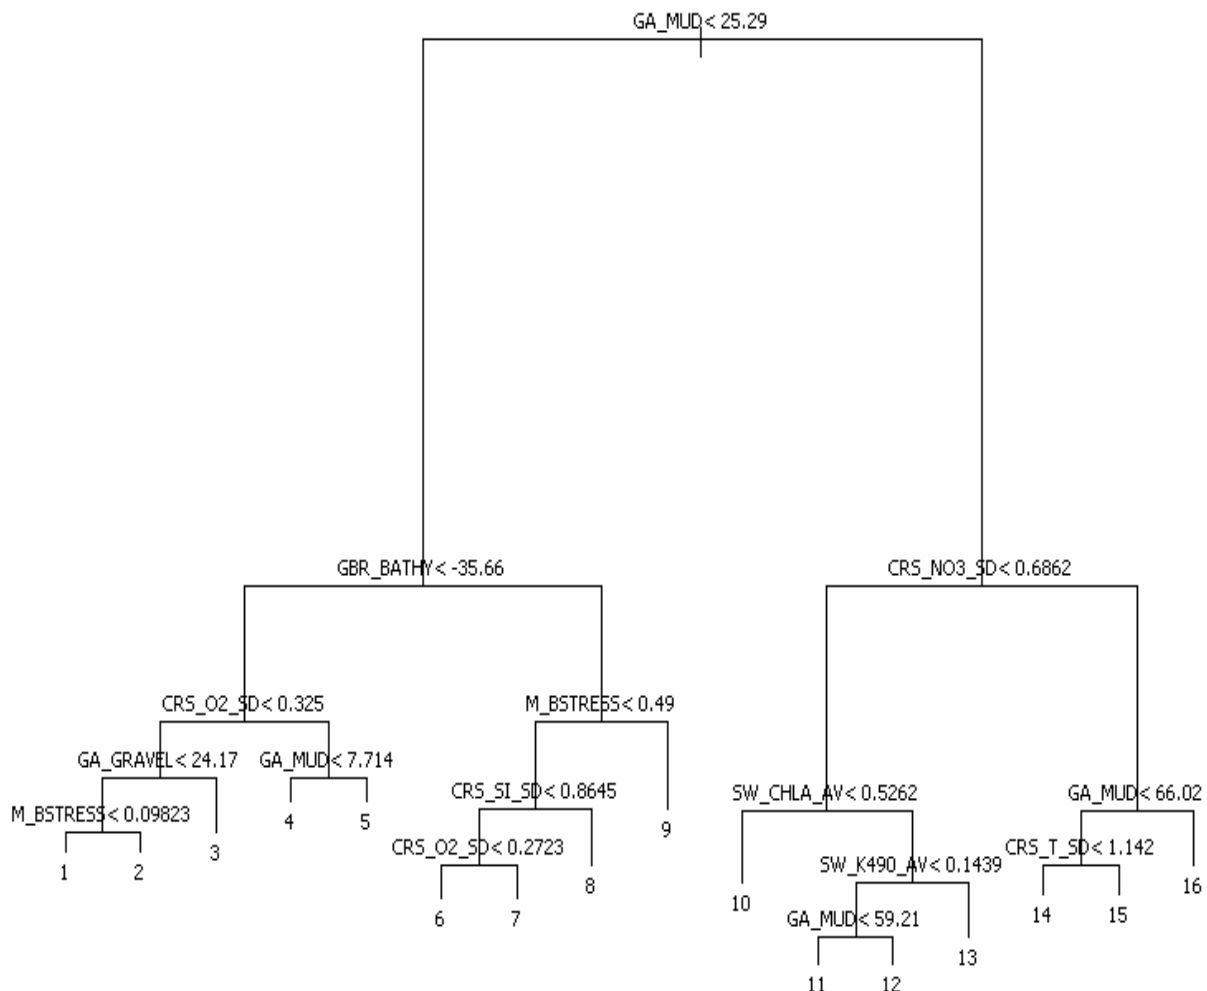 GA_MUD< 25.29
GBR_BATHY< -35.66
CRS_NO3_SD< 0.6862
CRS_O2_SD< 0.325
M_BSTRESS< 0.49
GA_GRAVEL< 24.17
GA_MUD< 7.714
CRS_SI_SD< 0.8645
SW_CHLA_AV< 0.5262
GA_MUD< 66.02
M_BSTRESS< 0.09823
4
5
9
CRS_O2_SD< 0.2723
CRS_T_SD< 1.142
3
SW_K490_AV< 0.1439
1
2
8
16
10
6
7
GA_MUD< 59.21
14
15
13
11
12